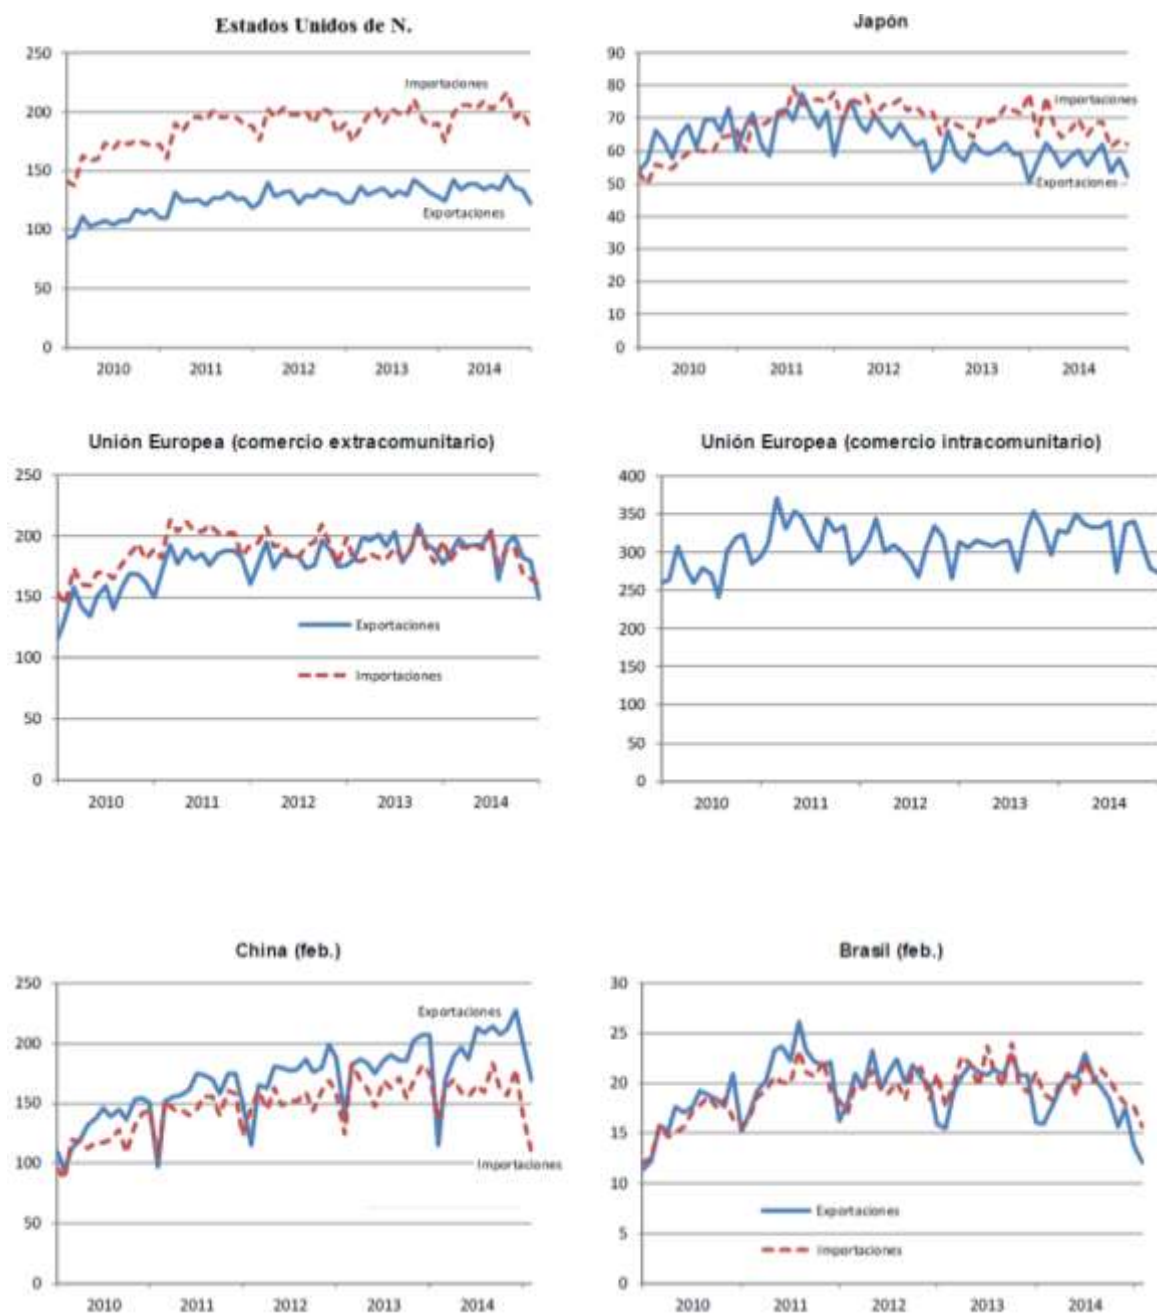 Estados Unidos de N.
250
200
150
100
50
0
Importaciones
Exportaciones
2010 2011 2012 2013 2014
Japón
90
80
70
60
50
40
30
20
10
0
Importaciones
Exportaciones
2010 2011 2012 2013 2014
Unión Europea (comercio extracomunitario)
250
200
150
100
50
0
Exportaciones
Importaciones
2010 2011 2012 2013 2014
Unión Europea (comercio intracomunitario)
400
350
300
250
200
150
100
50
0
2010 2011 2012 2013 2014
China (feb.)
250
200
150
100
50
0
Exportaciones
Importaciones
2010 2011 2012 2013 2014
Brasil (feb.)
30
25
20
15
10
5
0
Exportaciones
Importaciones
2010 2011 2012 2013 2014